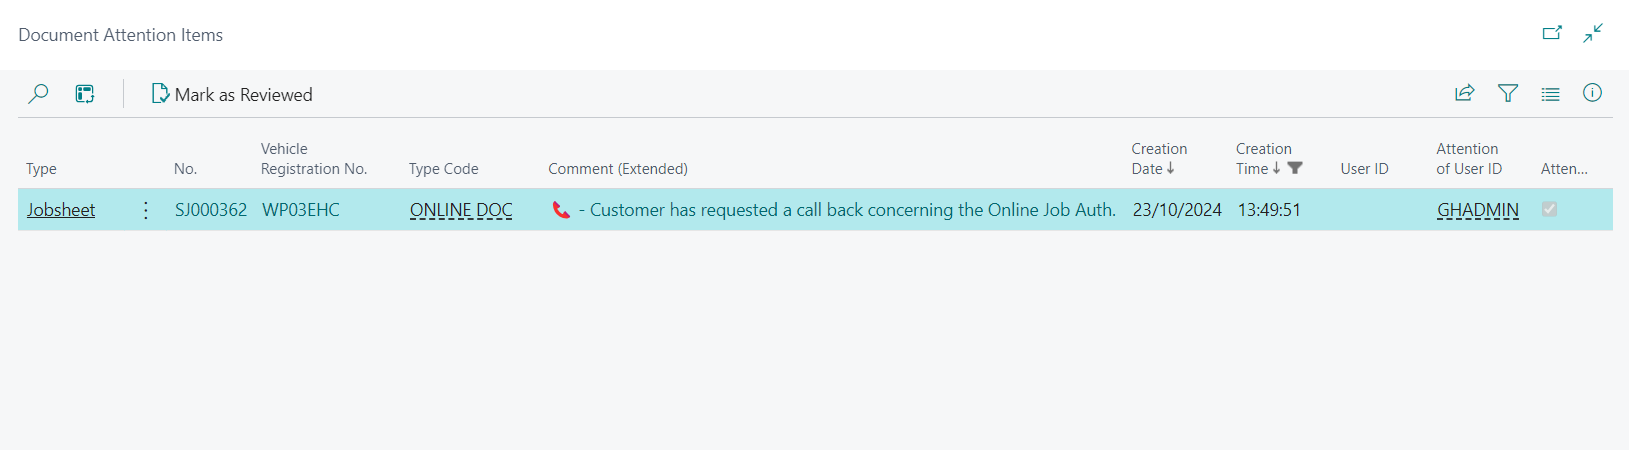 Document Attention Items
Mark as Reviewed
Type No. Vehicle Registration No. Type Code Comment (Extended) Creation Date Creation Time User ID Attention of User ID Atten...
Jobsheet SJ000362 WP03EHC ONLINE DOC - Customer has requested a call back concerning the Online Job Auth. 23/10/2024 13:49:51 GHADMIN